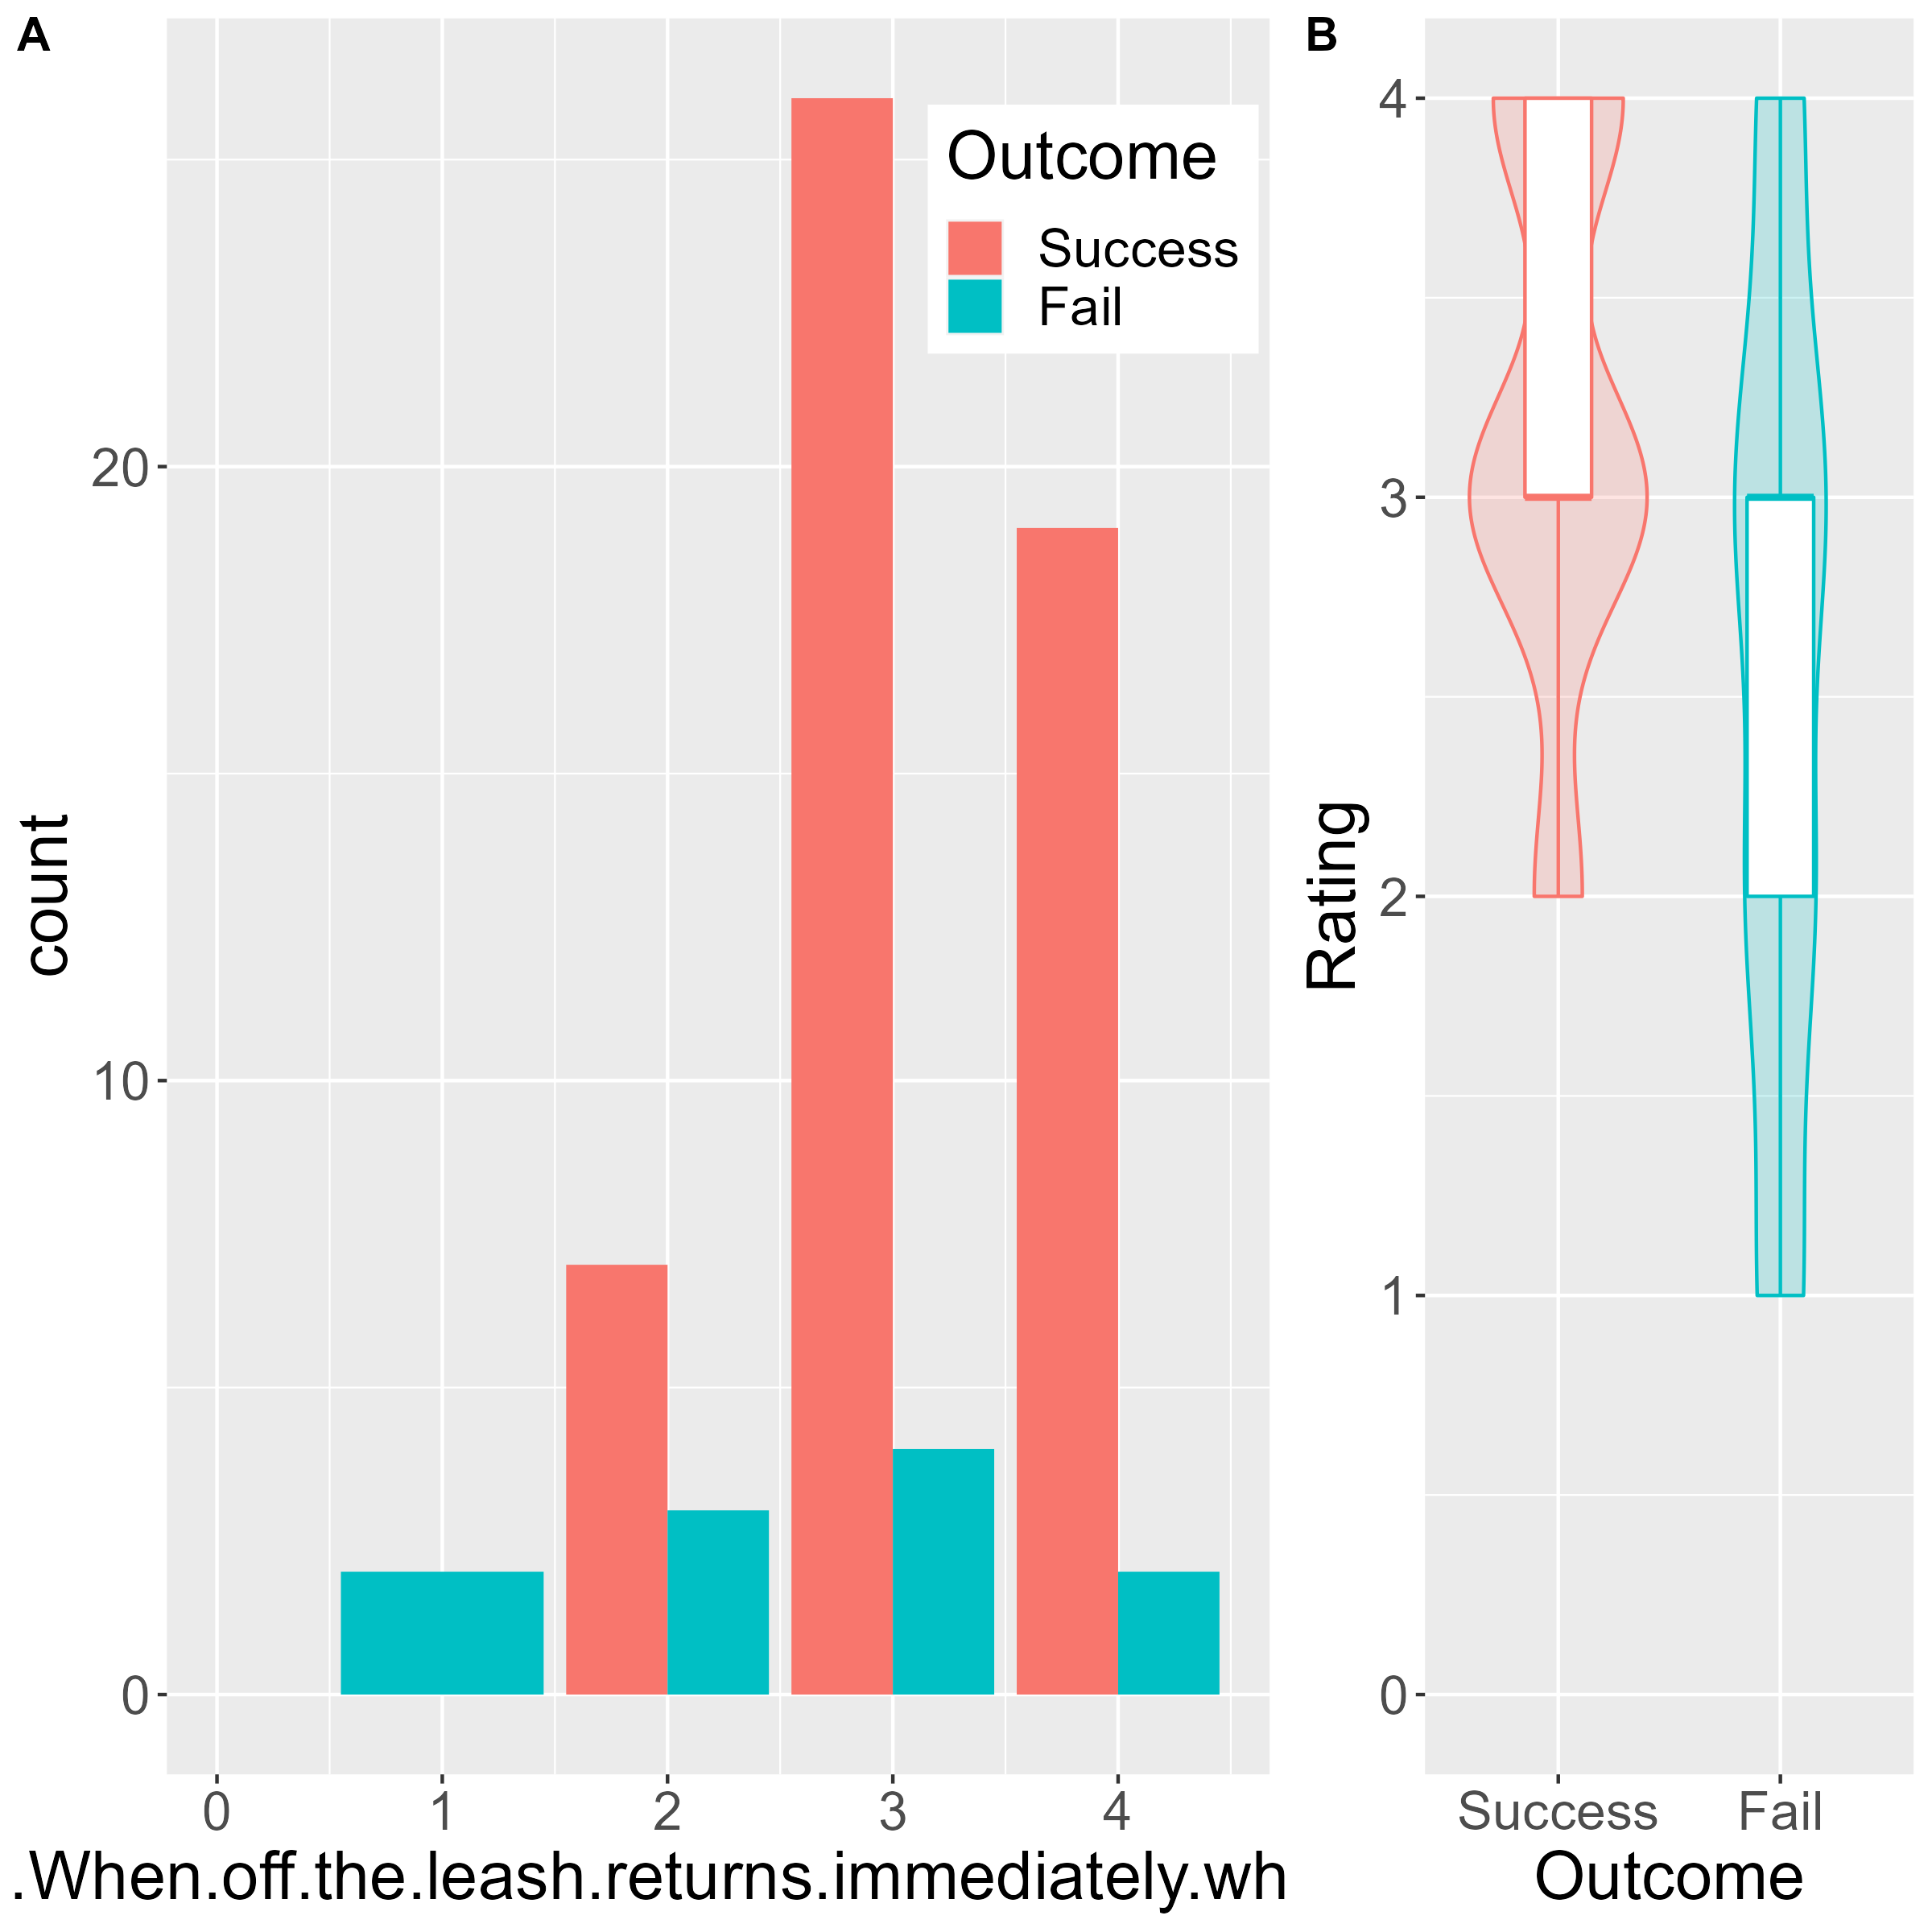 A
count
20
10
0
0 1 2 3 4
.When.off.the.leash.returns.immediately.wh
Outcome
Success
Fail
B
Rating
4
3
2
1
0
Success Fail
Outcome